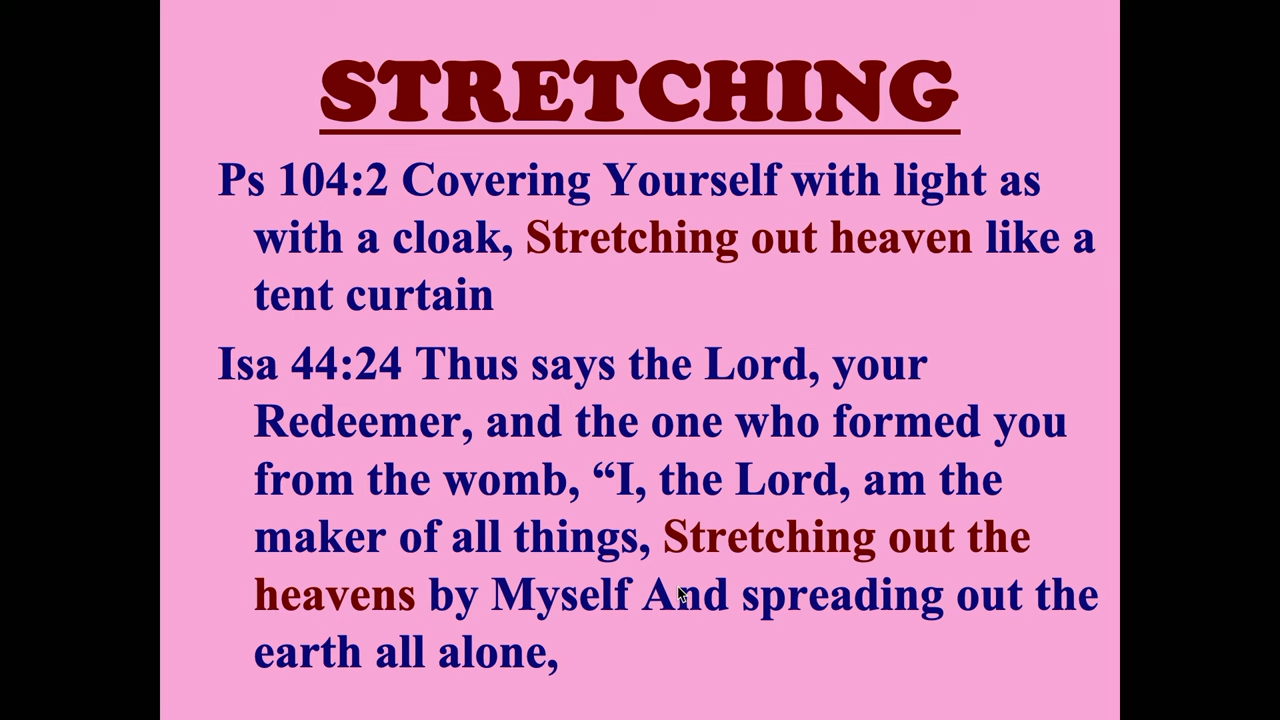 STRETCHING
Ps 104:2 Covering Yourself with light as
with a cloak, Stretching out heaven like a
tent curtain
Isa 44:24 Thus says the Lord, your
Redeemer, and the one who formed you
from the womb, “I, the Lord, am the
maker of all things, Stretching out the
heavens by Myself And spreading out the
earth all alone,